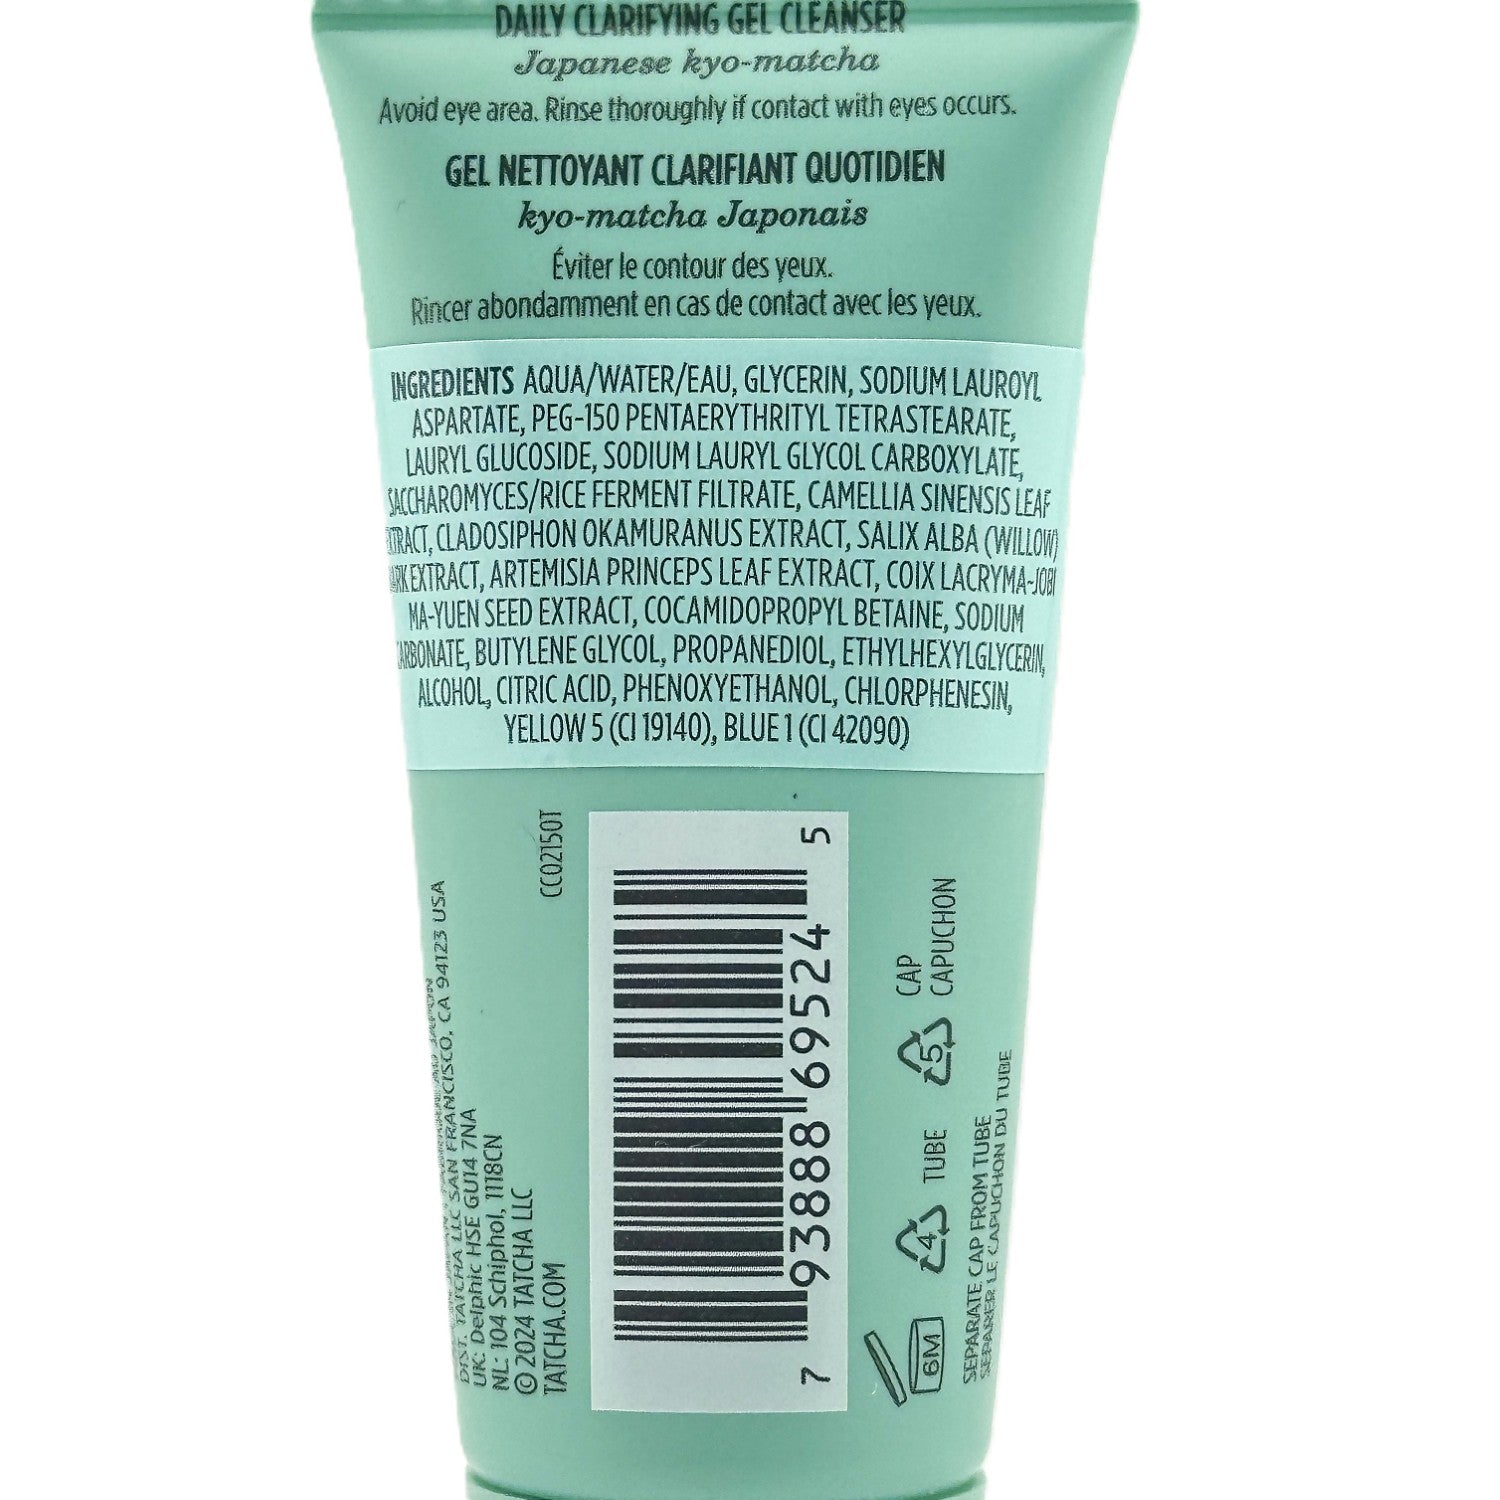 DAILY CLARIFYING GEL CLEANSER
Japanese kyo-matcha
Avoid eye area. Rinse thoroughly if contact with eyes occurs.
GEL NETTOYANT CLARIFIANT QUOTIDIEN
kyo-matcha Japonais
Éviter le contour des yeux.
Rincer abondamment en cas de contact avec les yeux.
INGREDIENTS AQUA/WATER/EAU, GLYCERIN, SODIUM LAUROYL
ASPARTATE, PEG-150 PENTAERYTHRITYL TETRASTEARATE,
LAURYL GLUCOSIDE, SODIUM LAURYL GLYCOL CARBOXYLATE,
SACCHAROMYCES/RICE FERMENT FILTRATE, CAMELLIA SINENSIS LEAF
EXTRACT, CLADOSIPHON OKAMURANUS EXTRACT, SALIX ALBA (WILLOW)
BARK EXTRACT, ARTEMISIA PRINCEPS LEAF EXTRACT, COIX LACRYMA-JOBI
MA-YUEN SEED EXTRACT, COCAMIDOPROPYL BETAINE, SODIUM
CARBONATE, BUTYLENE GLYCOL, PROPANEDIOL, ETHYLHEXYLGLYCERIN,
ALCOHOL, CITRIC ACID, PHENOXYETHANOL, CHLORPHENESIN,
YELLOW 5 (CI 19140), BLUE 1 (CI 42090)
DIST. TATCHA LLC SAN FRANCISCO, CA 94123 USA
UK: Delphic HSE GU14 7NA
NL: 104 Schiphol, 1118CN
© 2024 TATCHA LLC
TATCHA.COM
CC02150T
7 93888 69524 5
4 TUBE
5 CAP
CAPUCHON
6M
SEPARATE CAP FROM TUBE
SÉPARER LE CAPUCHON DU TUBE